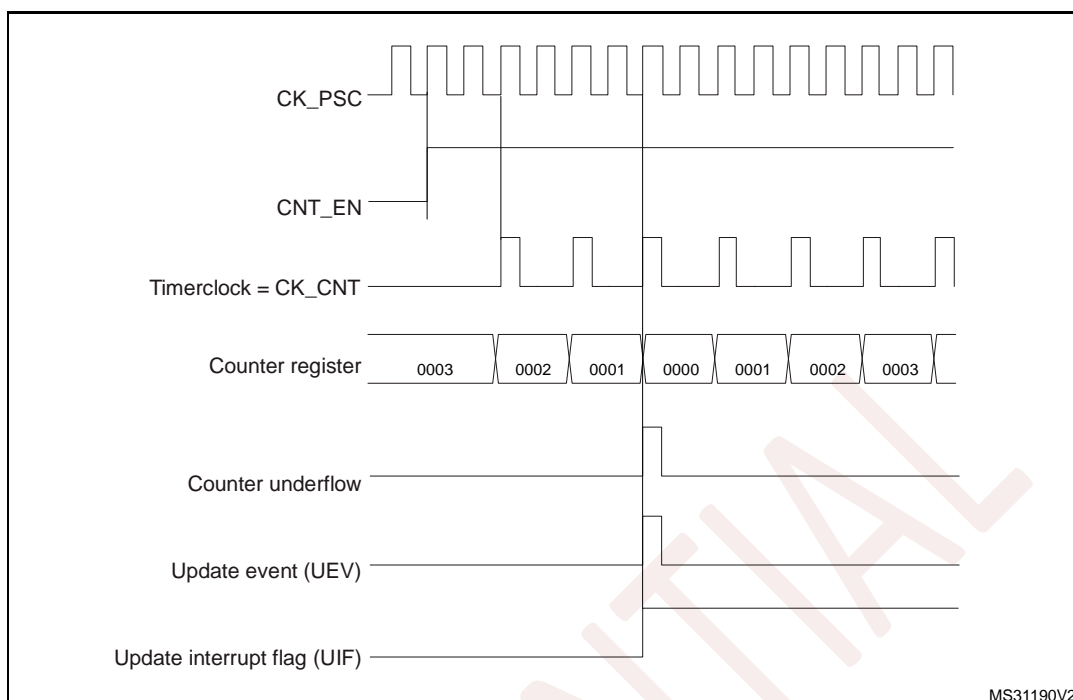 CK_PSC
CNT_EN
Timerclock = CK_CNT
Counter register 0003 0002 0001 0000 0001 0002 0003
Counter underflow
Update event (UEV)
Update interrupt flag (UIF)
NTIAL
MS31190V2